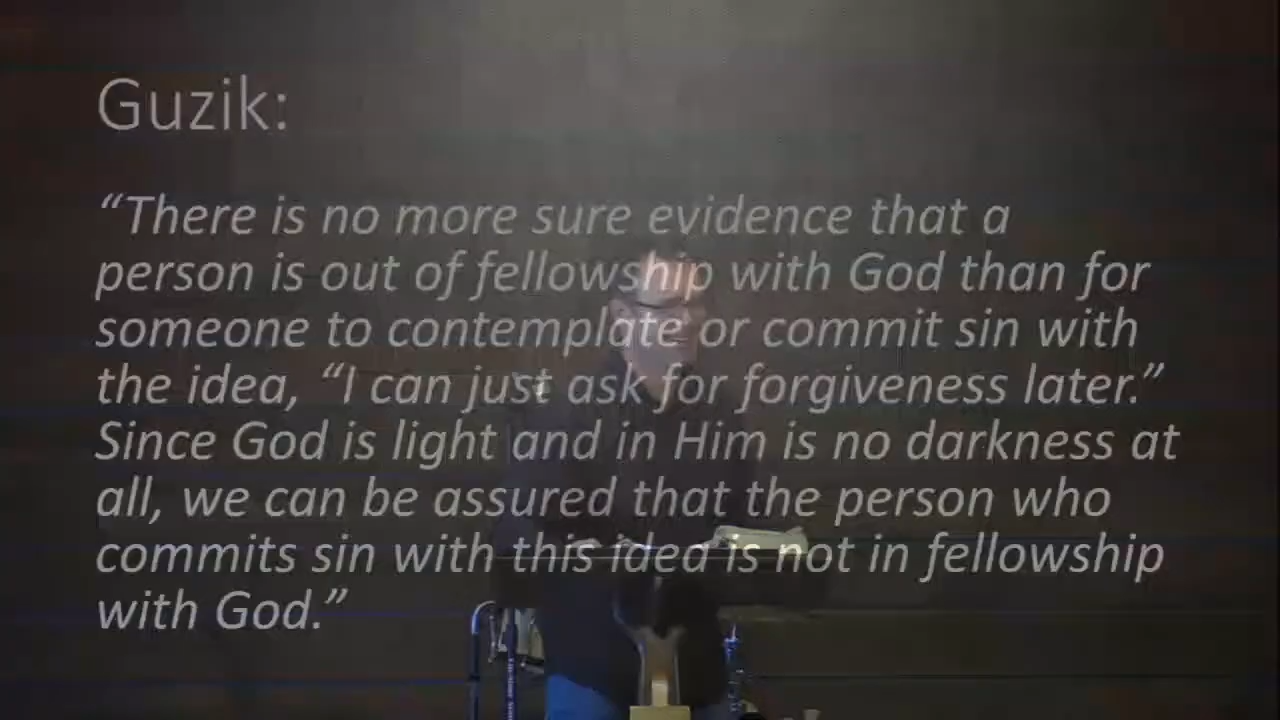 Guzik:
“There is no more sure evidence that a
person is out of fellowship with God than for
someone to contemplate or commit sin with
the idea, “I can just ask for forgiveness later.”
Since God is light and in Him is no darkness at
all, we can be assured that the person who
commits sin with this idea is not in fellowship
with God.”